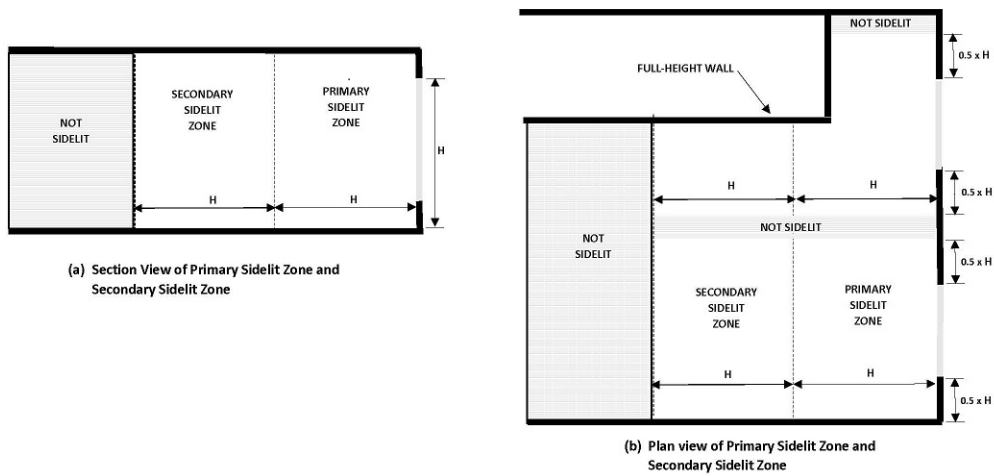 NOT
SIDELIT
SECONDARY
SIDELIT
ZONE
PRIMARY
SIDELIT
ZONE
H
H
H
(a) Section View of Primary Sidelit Zone and
Secondary Sidelit Zone
NOT SIDELIT
0.5 x H
FULL-HEIGHT WALL
H
H
0.5 x H
NOT SIDELIT
NOT
SIDELIT
0.5 x H
SECONDARY
SIDELIT
ZONE
PRIMARY
SIDELIT
ZONE
H
H
0.5 x H
(b) Plan view of Primary Sidelit Zone and
Secondary Sidelit Zone